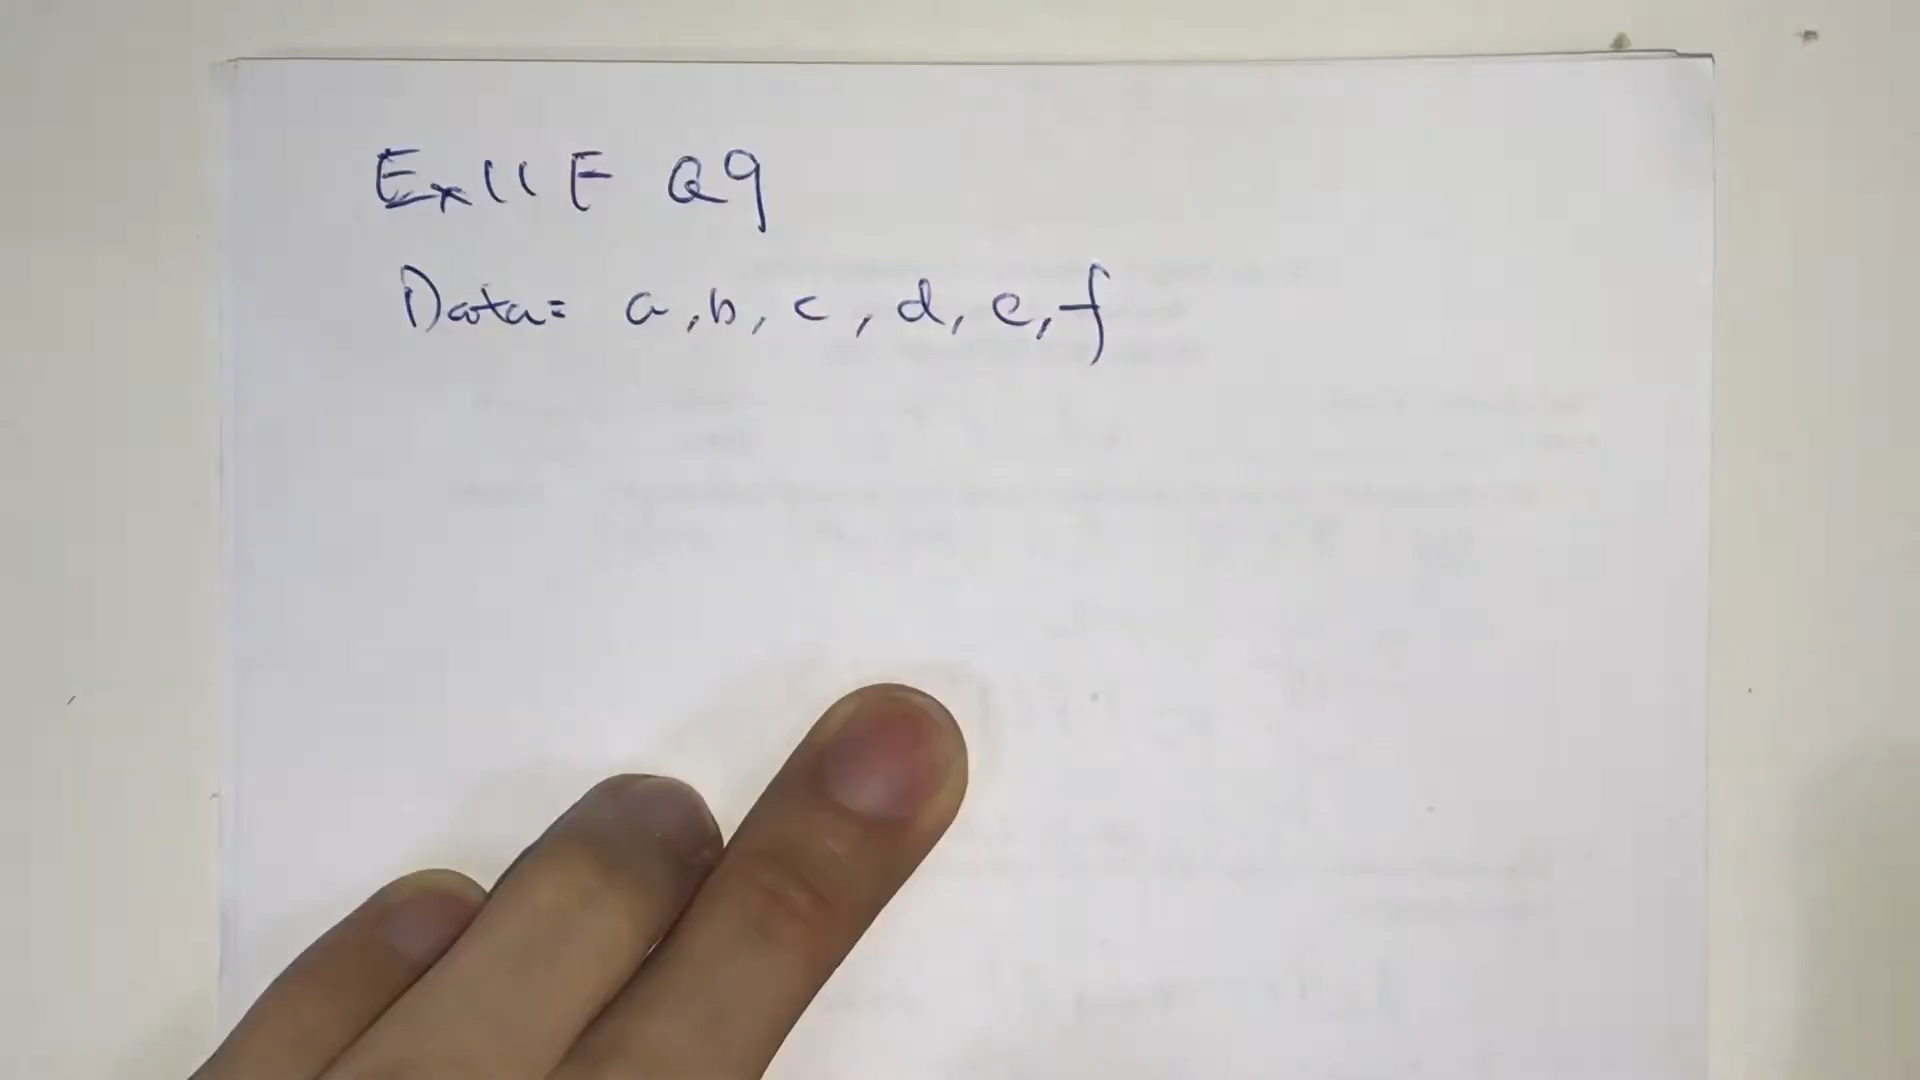 Ex11F Q9
Data= a, b, c, d, e, f